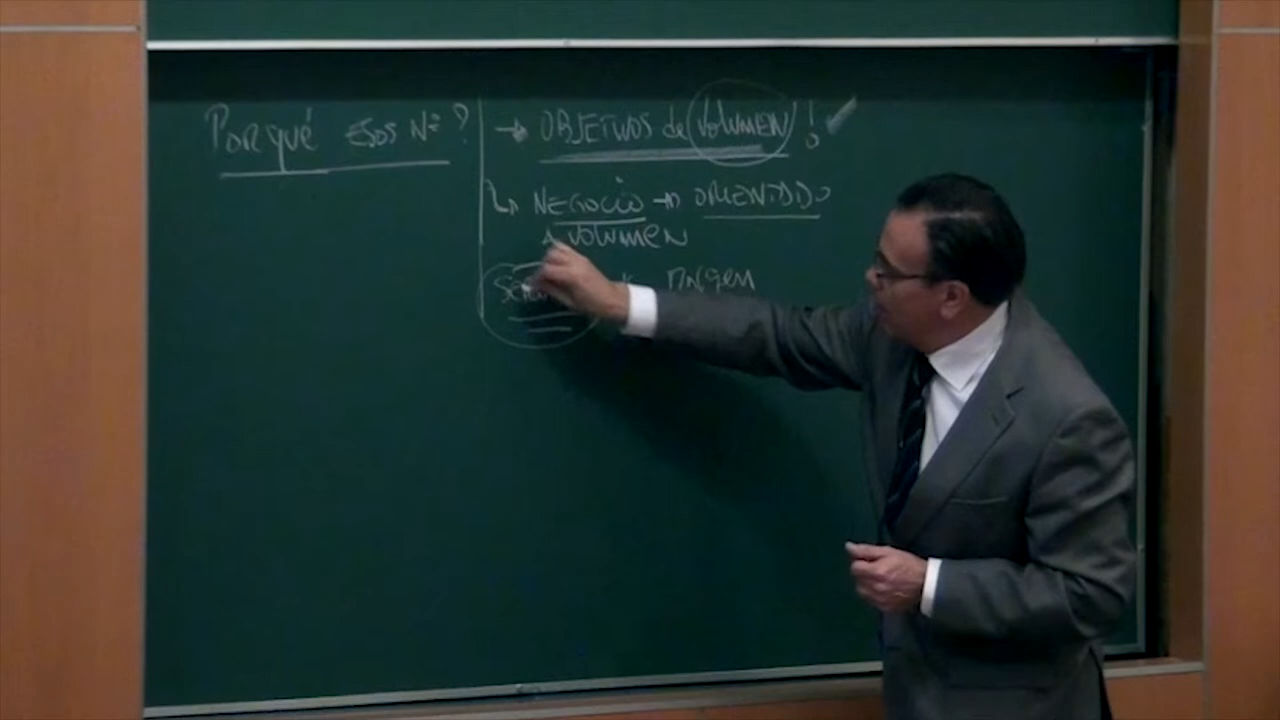 Porqué esos Nº ?
→ OBJETIVOS de VOLUMEN !
↳ NEGOCIO → ORIENTADO
A VOLUMEN
Margen